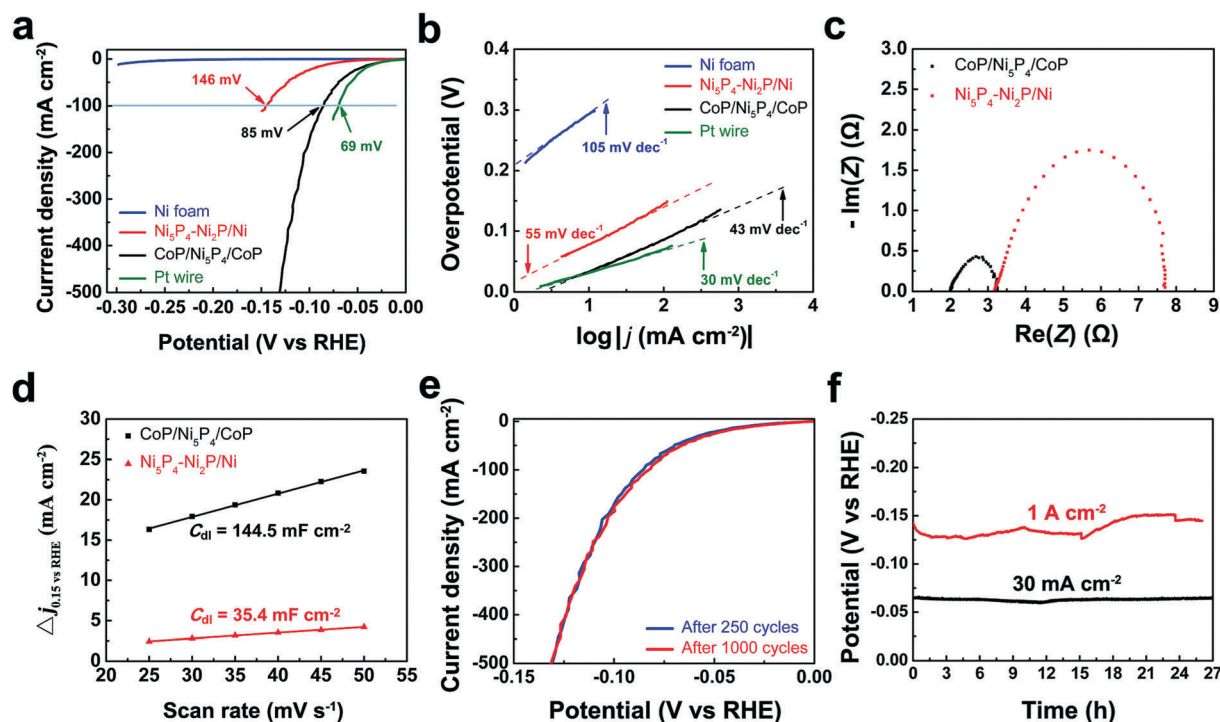 a
Currrent density (mA cm⁻²)
0
-100
-200
-300
-400
-500
146 mV
85 mV
69 mV
Ni foam
Ni₅P₄-Ni₂P/Ni
CoP/Ni₅P₄/CoP
Pt wire
-0.30 -0.25 -0.20 -0.15 -0.10 -0.05 0.00
Potential (V vs RHE)
b
Overpotential (V)
0.4
0.3
0.2
0.1
0.0
Ni foam
Ni₅P₄-Ni₂P/Ni
CoP/Ni₅P₄/CoP
Pt wire
105 mV dec⁻¹
55 mV dec⁻¹
43 mV dec⁻¹
30 mV dec⁻¹
0 1 2 3 4
log|j (mA cm⁻²)|
c
- Im(Z) (Ω)
3.0
2.5
2.0
1.5
1.0
0.5
0.0
CoP/Ni₅P₄/CoP
Ni₅P₄-Ni₂P/Ni
1 2 3 4 5 6 7 8 9
Re(Z) (Ω)
d
△j0.15 vs RHE (mA cm⁻²)
30
25
20
15
10
5
0
CoP/Ni₅P₄/CoP
Ni₅P₄-Ni₂P/Ni
Cdl = 144.5 mF cm⁻²
Cdl = 35.4 mF cm⁻²
20 25 30 35 40 45 50 55
Scan rate (mV s⁻¹)
e
Current density (mA cm⁻²)
0
-100
-200
-300
-400
-500
After 250 cycles
After 1000 cycles
-0.15 -0.10 -0.05 0.00
Potential (V vs RHE)
f
Potential (V vs RHE)
-0.25
-0.20
-0.15
-0.10
-0.05
0.00
1 A cm⁻²
30 mA cm⁻²
0 3 6 9 12 15 18 21 24 27
Time (h)